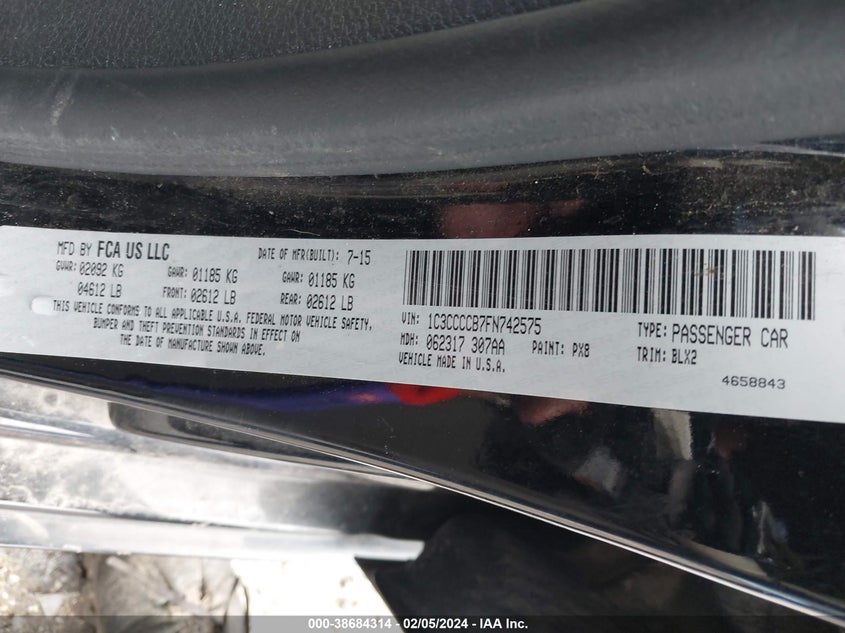 MFD BY FCA US LLC
DATE OF MFR(BUILT): 7-15
GVWR: 02092 KG GAWR: 01185 KG GAWR: 01185 KG
04612 LB FRONT: 02612 LB REAR: 02612 LB
THIS VEHICLE CONFORMS TO ALL APPLICABLE U.S.A. FEDERAL MOTOR VEHICLE SAFETY,
BUMPER AND THEFT PREVENTION STANDARDS IN EFFECT ON
THE DATE OF MANUFACTURE SHOWN ABOVE.
VIN: 1C3CCCCB7FN742575
TYPE: PASSENGER CAR
MDH: 062317 307AA PAINT: PX8 TRIM: BLX2
VEHICLE MADE IN U.S.A.
4658843
000-38684314 - 02/05/2024 - IAA Inc.